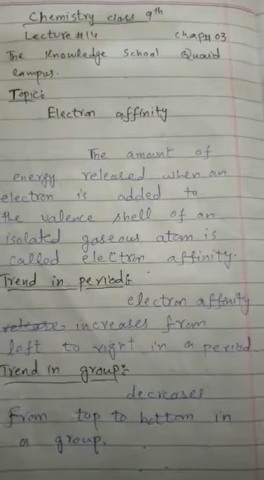 Chemistry class 9th
Lecture #14 chapt 03
The Knowledge School Quaid
campus.
Topic:
Electron affinity
The amount of
energy released when an
electron is added to
the valence shell of an
isolated gaseous atom is
called electron affinity.
Trend in period:
electron affinity
increases from
left to right in a period
Trend in group:
decreases
from top to bottom in
a group.